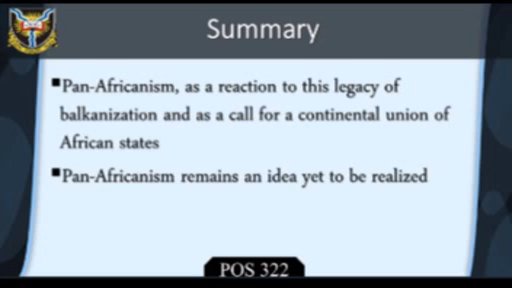 Summary
▪Pan-Africanism, as a reaction to this legacy of
balkanization and as a call for a continental union of
African states
▪Pan-Africanism remains an idea yet to be realized
POS 322